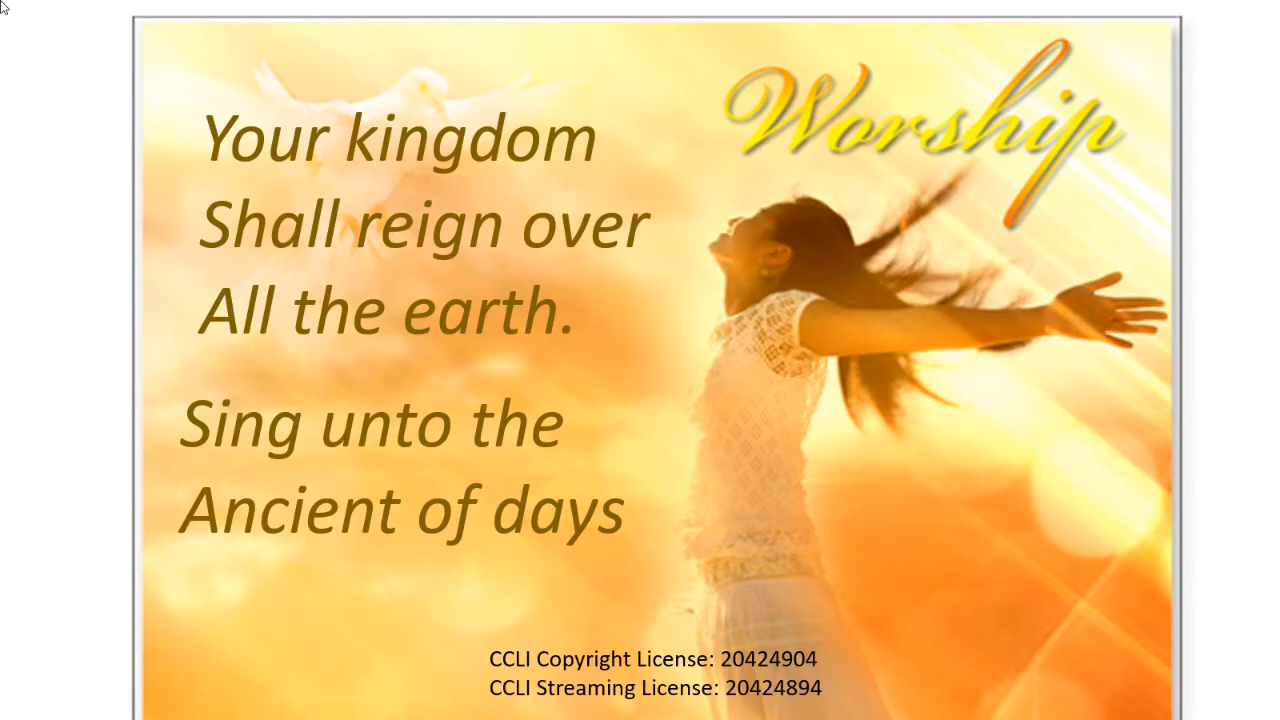 Worship
Your kingdom
Shall reign over
All the earth.
Sing unto the
Ancient of days
CCLI Copyright License: 20424904
CCLI Streaming License: 20424894